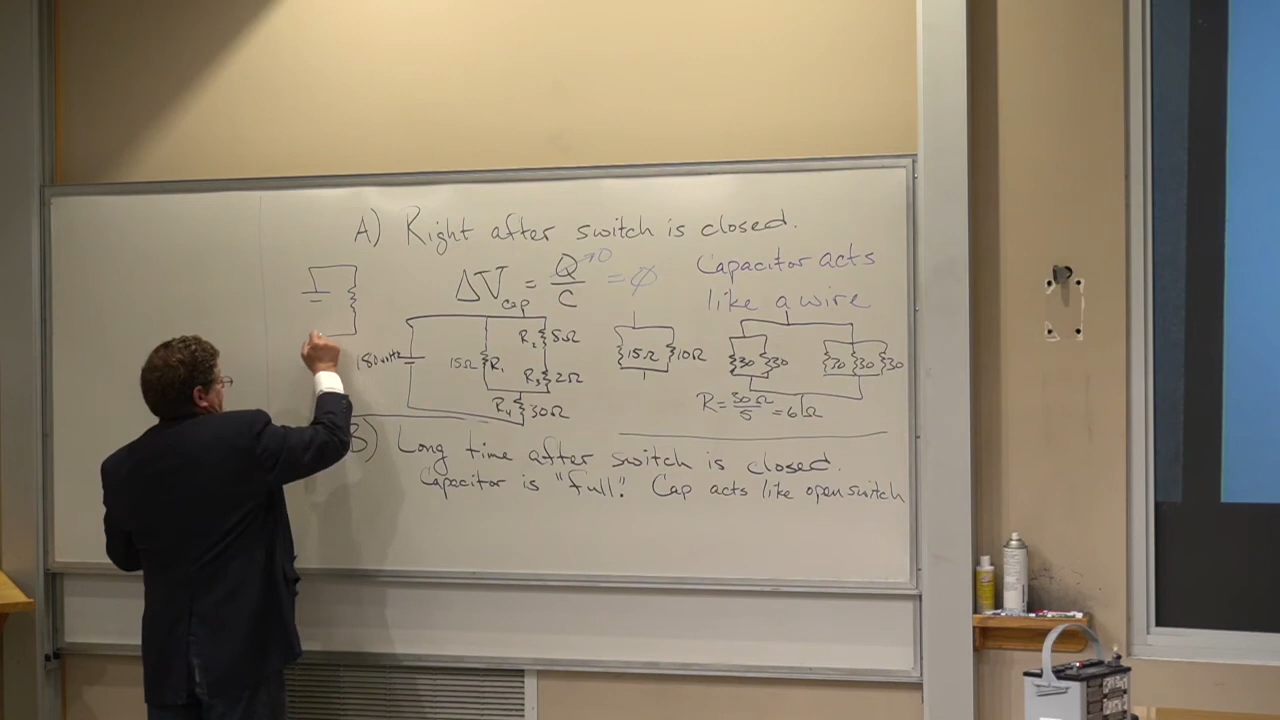 A) Right after switch is closed.
ΔV cap = Q→0 / C = ∅
Capacitor acts
like a wire
180 volts
15Ω R₁
R₂ 5Ω
R₃ 2Ω
R₄ 30Ω
15Ω 10Ω
30 30 30 30 30
R = 30Ω / 5 = 6Ω
B) Long time after switch is closed.
Capacitor is "full". Cap acts like open switch